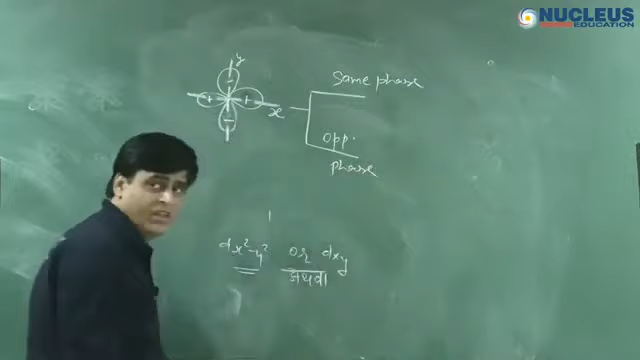 NUCLEUS
EDUCATION
y
Same phase
+ - + -
x
opp.
phase
dx²-y² or dxy
अथवा